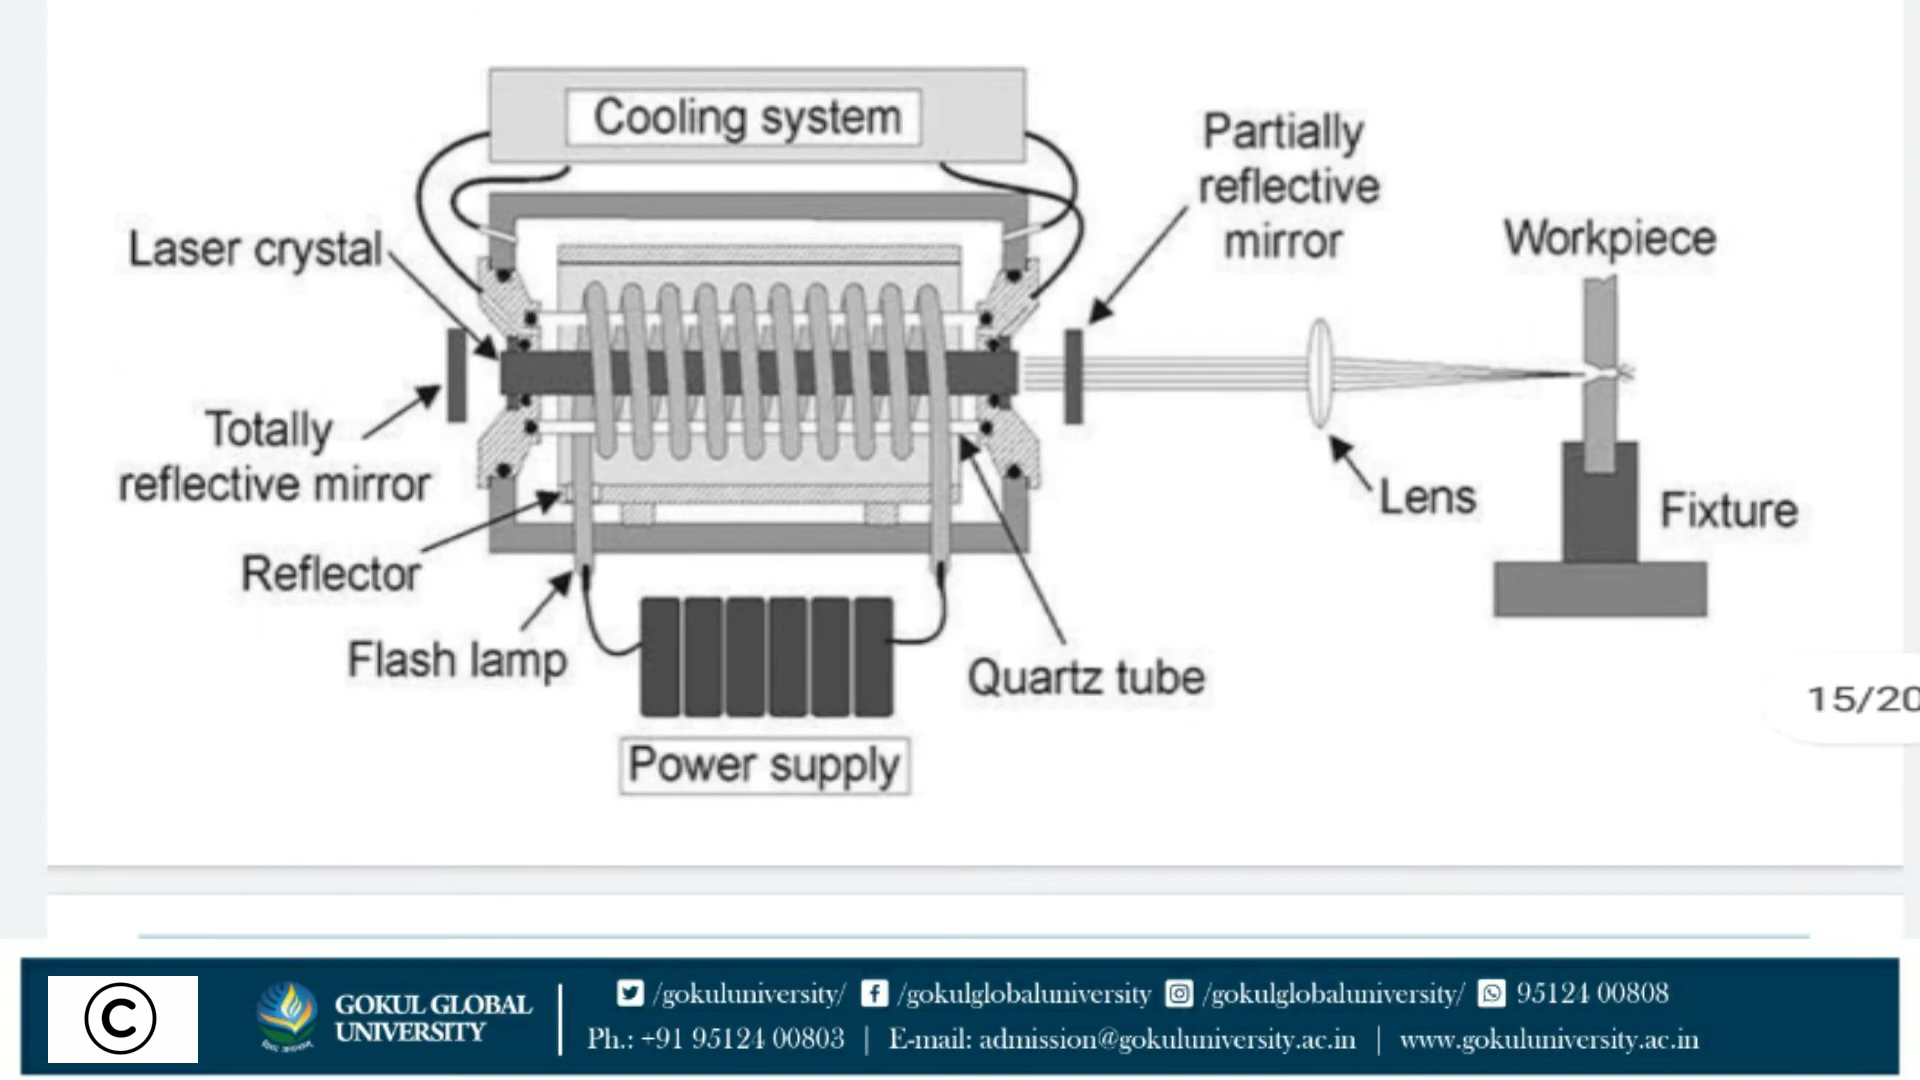 Cooling system
Partially
reflective
mirror
Workpiece
Laser crystal
Totally
reflective mirror
Lens
Fixture
Reflector
Flash lamp
Quartz tube
15/20
Power supply
©
GOKUL GLOBAL
UNIVERSITY
/gokuluniversity/ /gokulglobaluniversity /gokulglobaluniversity/ 95124 00808
Ph.: +91 95124 00803 | E-mail: admission@gokuluniversity.ac.in | www.gokuluniversity.ac.in